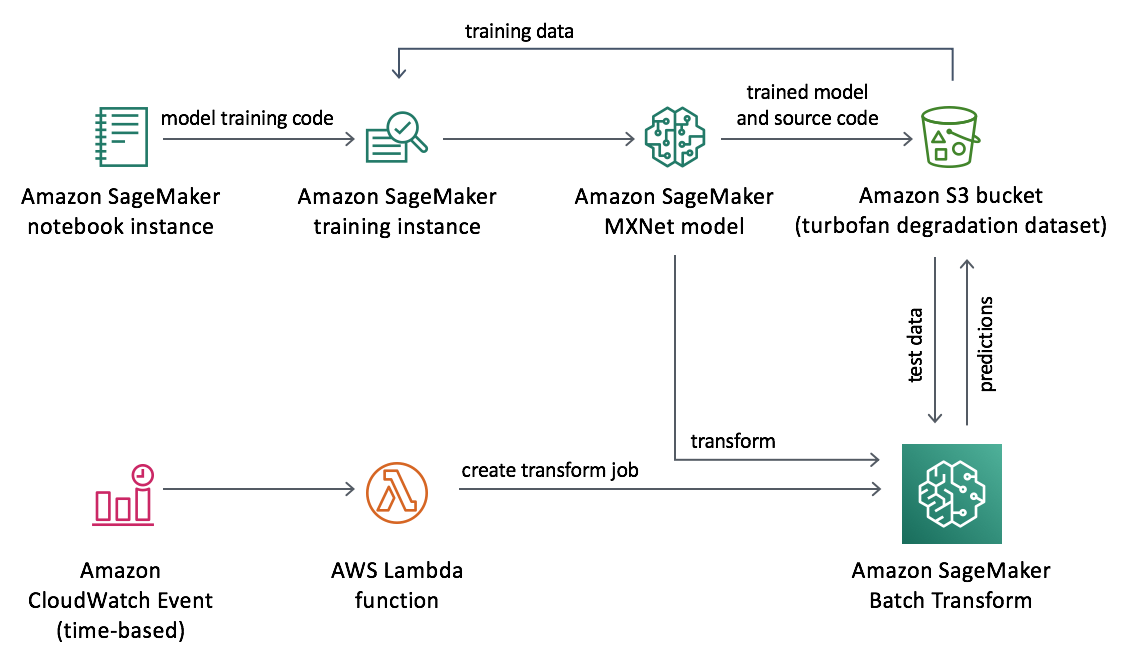 training data
model training code
trained model
and source code
Amazon SageMaker
notebook instance
Amazon SageMaker
training instance
Amazon SageMaker
MXNet model
Amazon S3 bucket
(turbofan degradation dataset)
test data
predictions
transform
create transform job
Amazon
CloudWatch Event
(time-based)
AWS Lambda
function
Amazon SageMaker
Batch Transform